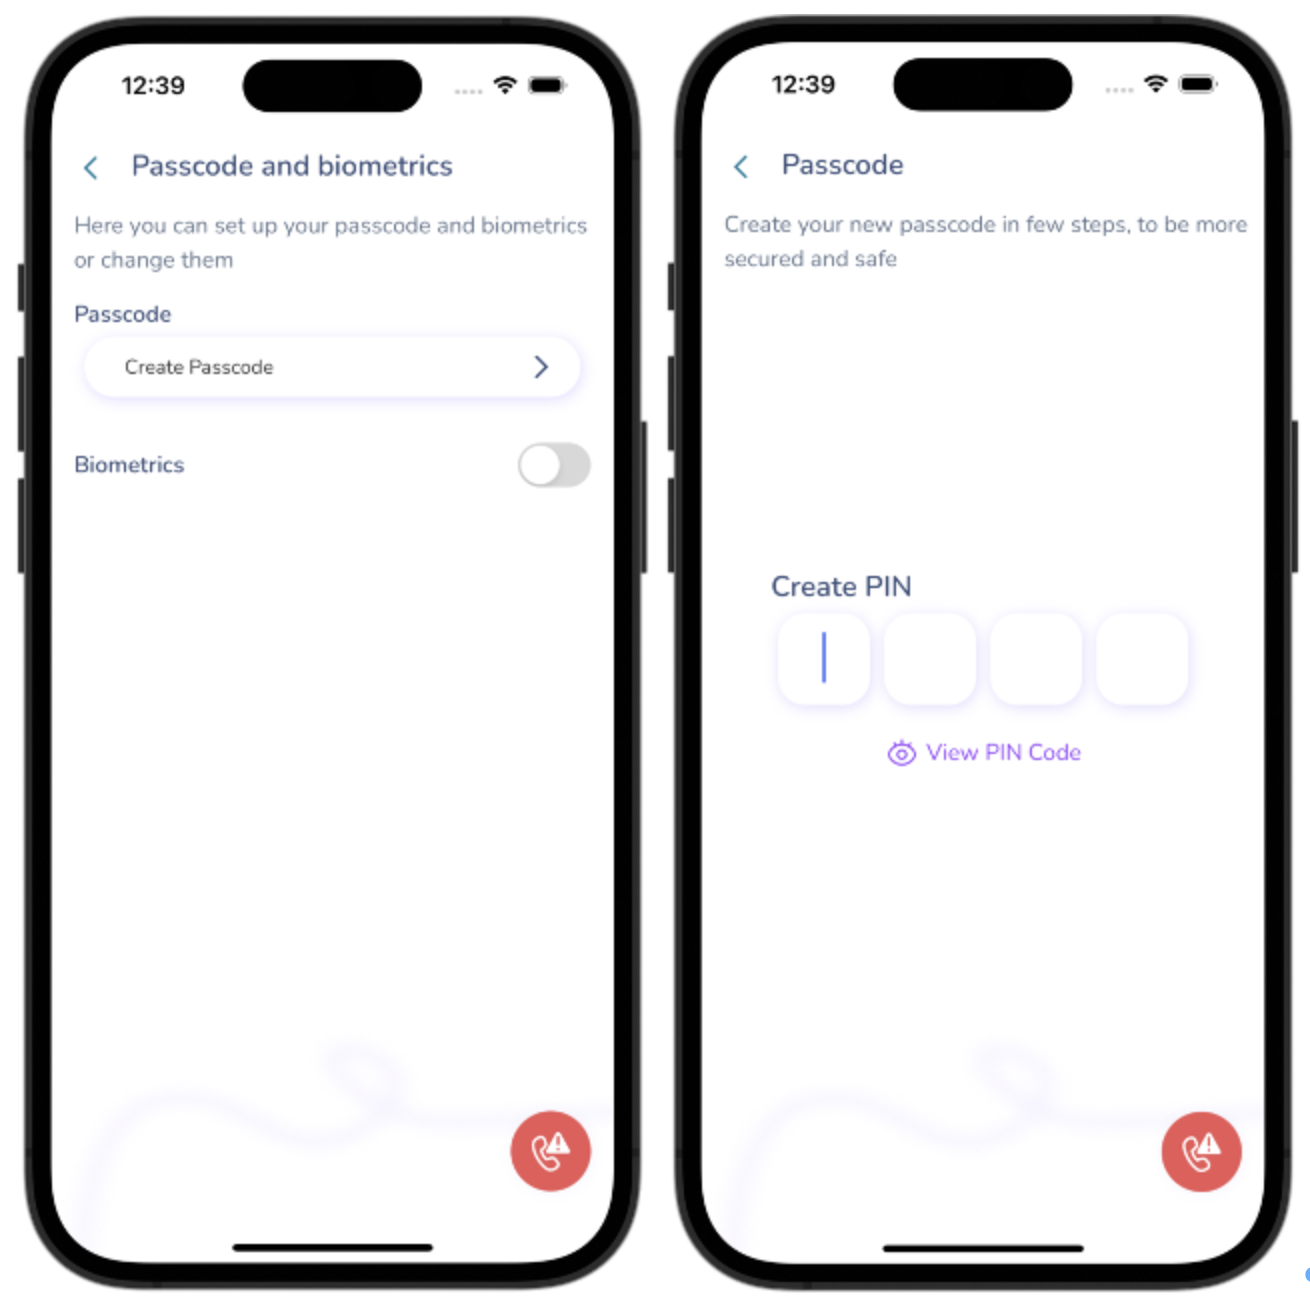 12:39
Passcode and biometrics
Here you can set up your passcode and biometrics
or change them
Passcode
Create Passcode
Biometrics
12:39
Passcode
Create your new passcode in few steps, to be more
secured and safe
Create PIN
View PIN Code